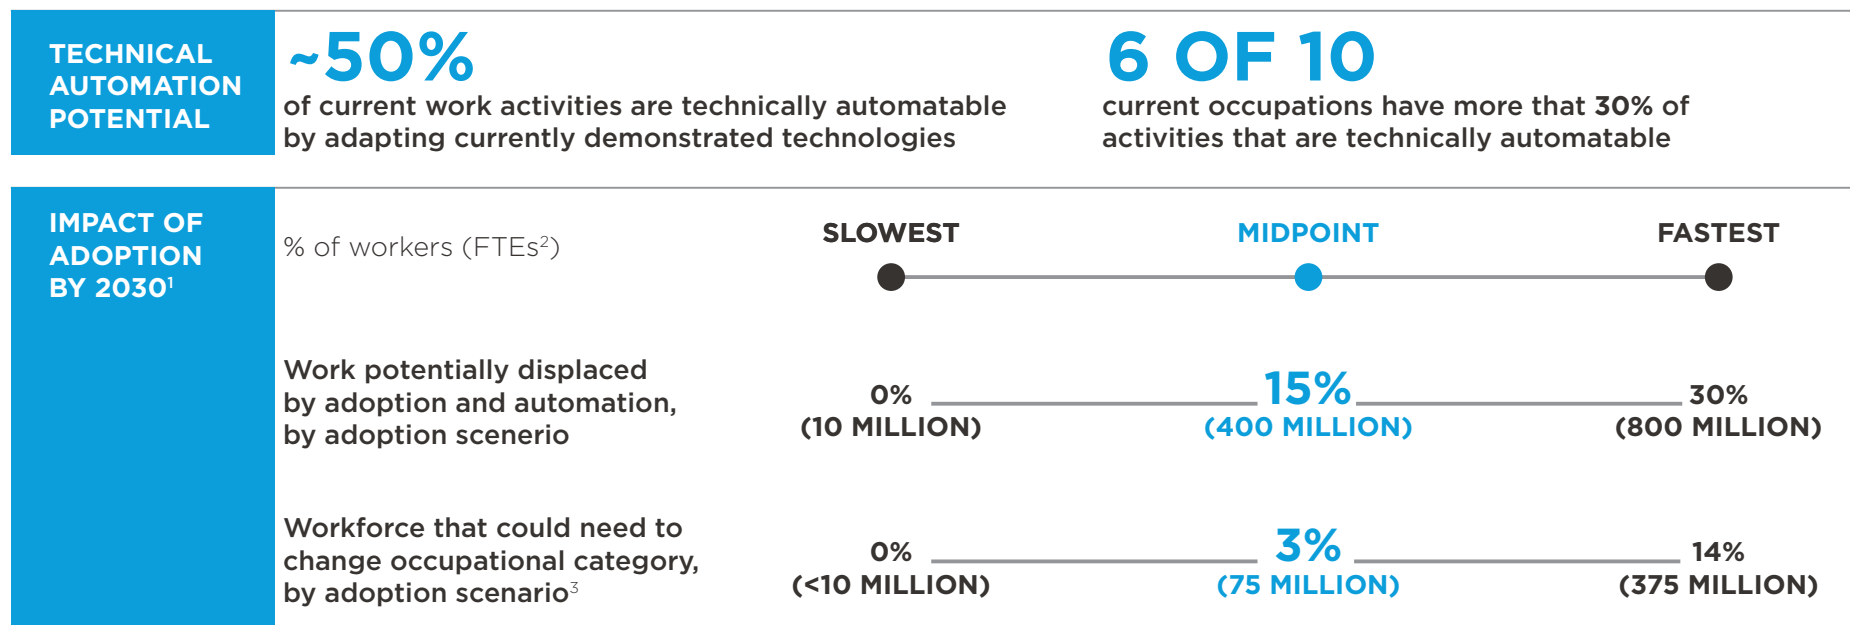 TECHNICAL
AUTOMATION
POTENTIAL
~50%
of current work activities are technically automatable
by adapting currently demonstrated technologies
6 OF 10
current occupations have more that 30% of
activities that are technically automatable
IMPACT OF
ADOPTION
BY 2030¹
% of workers (FTEs²)
SLOWEST MIDPOINT FASTEST
Work potentially displaced
by adoption and automation,
by adoption scenerio
0% 15% 30%
(10 MILLION) (400 MILLION) (800 MILLION)
Workforce that could need to
change occupational category,
by adoption scenario³
0% 3% 14%
(<10 MILLION) (75 MILLION) (375 MILLION)